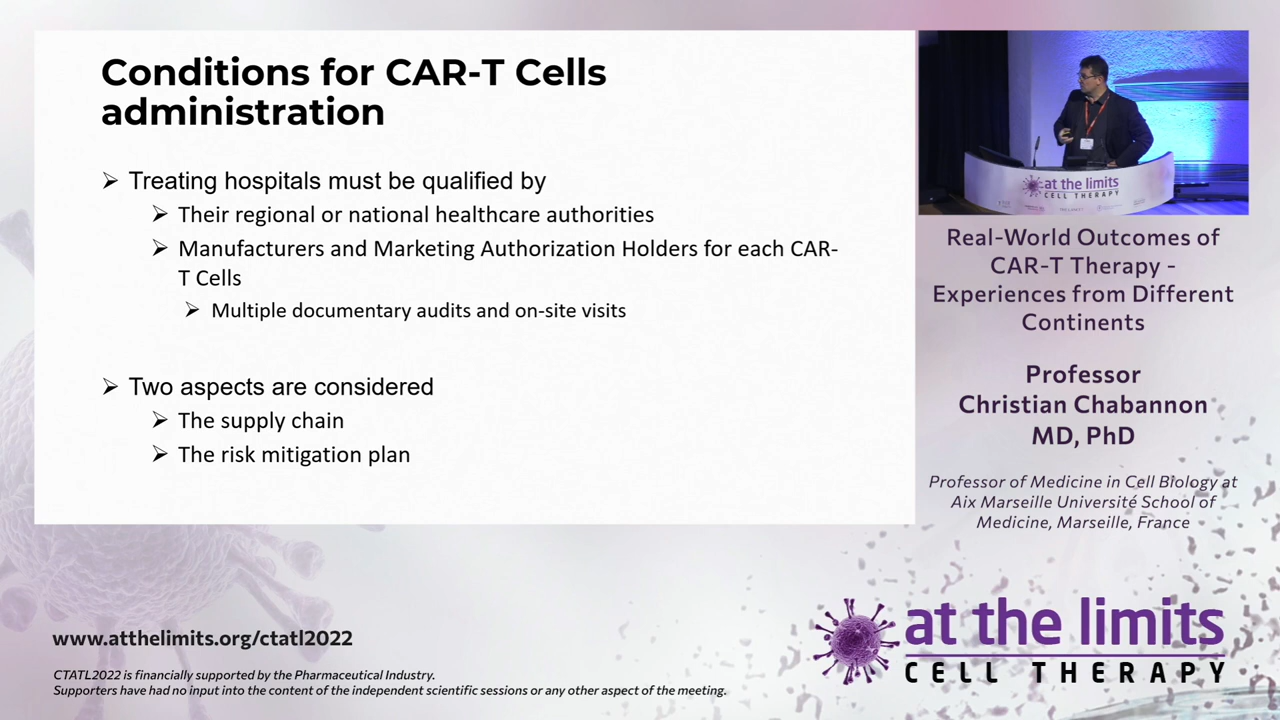 Conditions for CAR-T Cells
administration
➢ Treating hospitals must be qualified by
➢ Their regional or national healthcare authorities
➢ Manufacturers and Marketing Authorization Holders for each CAR-
T Cells
➢ Multiple documentary audits and on-site visits
➢ Two aspects are considered
➢ The supply chain
➢ The risk mitigation plan
at the limits
CELL THERAPY
Real-World Outcomes of
CAR-T Therapy -
Experiences from Different
Continents
Professor
Christian Chabannon
MD, PhD
Professor of Medicine in Cell Biology at
Aix Marseille Université School of
Medicine, Marseille, France
www.atthelimits.org/ctatl2022
CTATL2022 is financially supported by the Pharmaceutical Industry.
Supporters have had no input into the content of the independent scientific sessions or any other aspect of the meeting.
at the limits
CELL THERAPY